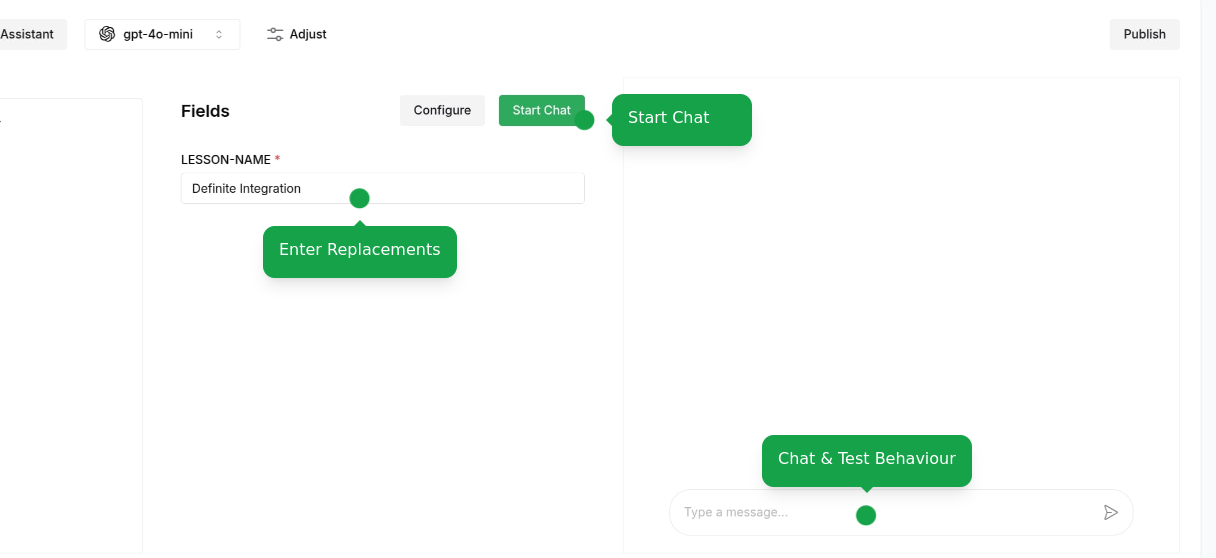 Assistant
gpt-4o-mini
Adjust
Publish
Fields
Configure
Start Chat
Start Chat
LESSON-NAME *
Definite Integration
Enter Replacements
Chat & Test Behaviour
Type a message...